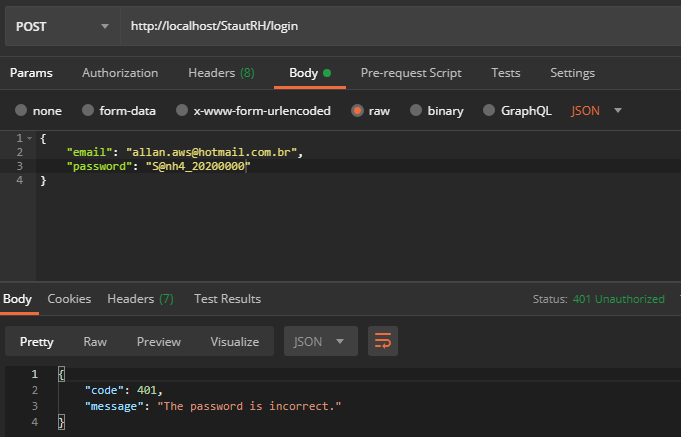 POST http://localhost/StautRH/login
Params Authorization Headers (8) Body Pre-request Script Tests Settings
none form-data x-www-form-urlencoded raw binary GraphQL JSON
1 {
2 "email": "allan.aws@hotmail.com.br",
3 "password": "S@nh4_20200000"
4 }
Body Cookies Headers (7) Test Results Status: 401 Unauthorized
Pretty Raw Preview Visualize JSON
1 {
2 "code": 401,
3 "message": "The password is incorrect."
4 }